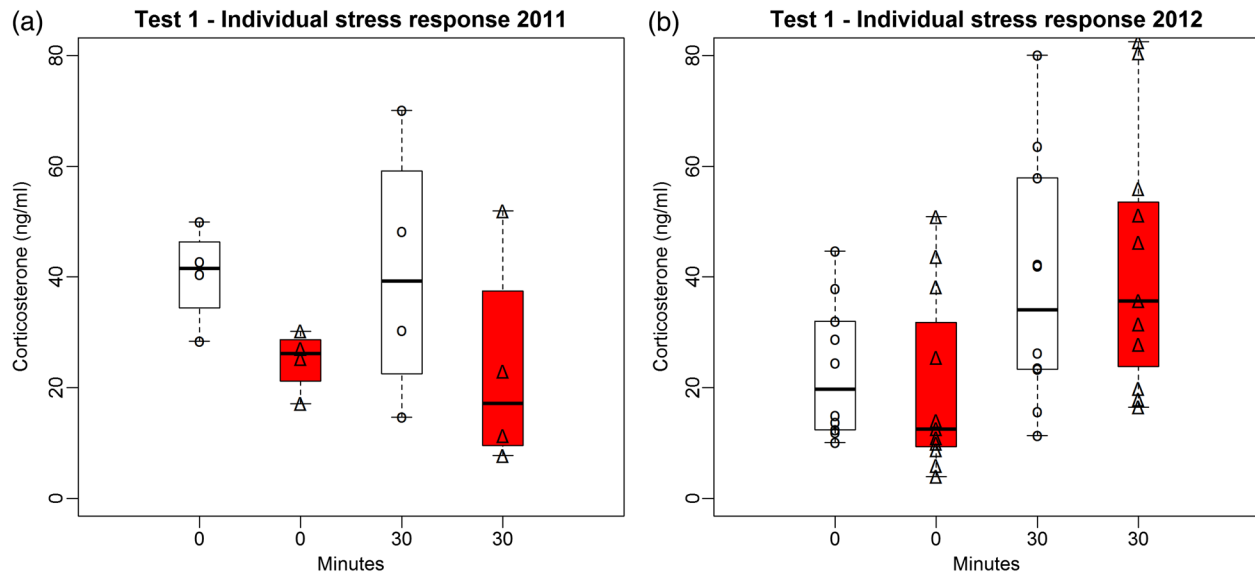 (a)
Test 1 - Individual stress response 2011
Corticosterone (ng/ml)
80
60
40
20
0
0 0 30 30
Minutes
(b)
Test 1 - Individual stress response 2012
Corticosterone (ng/ml)
80
60
40
20
0
0 0 30 30
Minutes